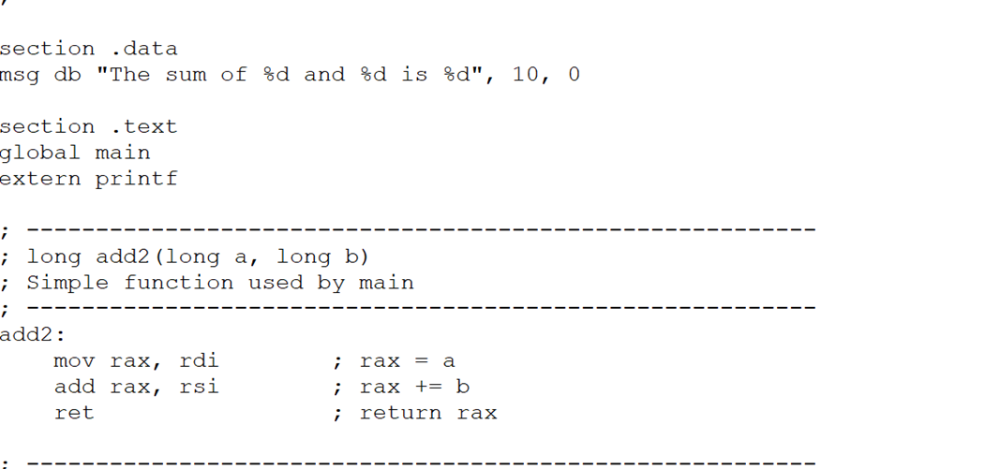 ;
section .data
msg db "The sum of %d and %d is %d", 10, 0
section .text
global main
extern printf
; ---------------------------------------------------------
; long add2(long a, long b)
; Simple function used by main
; ---------------------------------------------------------
add2:
    mov rax, rdi        ; rax = a
    add rax, rsi        ; rax += b
    ret                 ; return rax
; ---------------------------------------------------------